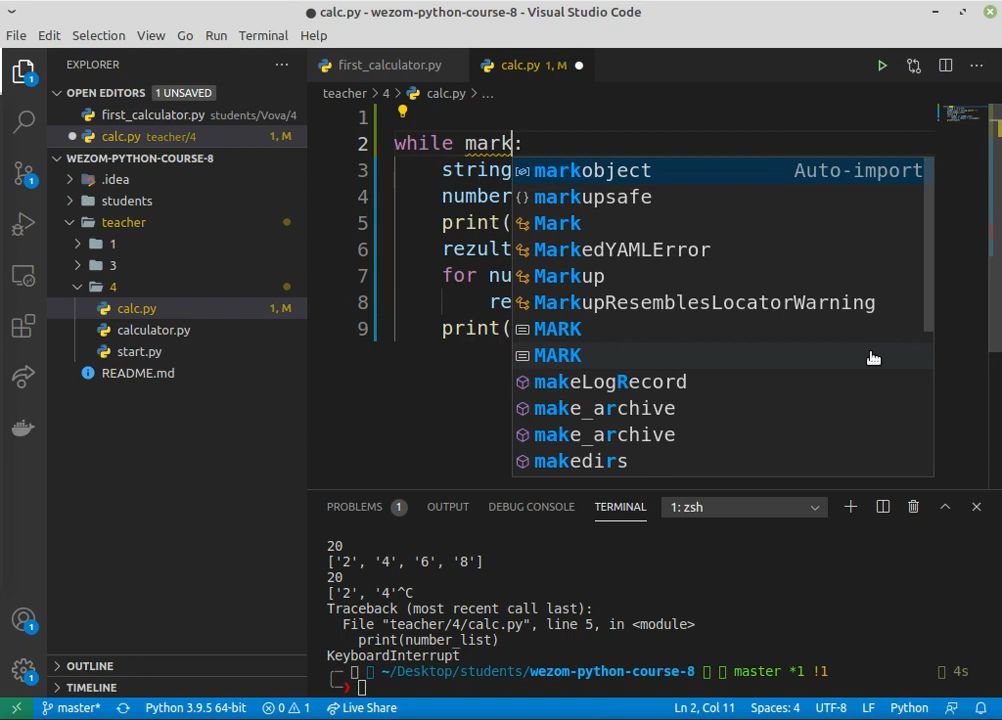 calc.py - wezom-python-course-8 - Visual Studio Code
File Edit Selection View Go Run Terminal Help
EXPLORER
OPEN EDITORS 1 UNSAVED
first_calculator.py students/Vova/4
calc.py teacher/4 1, M
WEZOM-PYTHON-COURSE-8
.idea
students
teacher
1
3
4
calc.py 1, M
calculator.py
start.py
README.md
OUTLINE
TIMELINE
first_calculator.py
calc.py 1, M
teacher > 4 > calc.py > ...
1
2 while mark:
3 string
4 number
5 print(
6 rezult
7 for nu
8 re
9 print(
markobject Auto-import
markupsafe
Mark
MarkedYAMLError
Markup
MarkupResemblesLocatorWarning
MARK
MARK
makeLogRecord
make_archive
make_archive
makedirs
PROBLEMS 1 OUTPUT DEBUG CONSOLE TERMINAL 1: zsh
20
['2', '4', '6', '8']
20
['2', '4'^C
Traceback (most recent call last):
File "teacher/4/calc.py", line 5, in <module>
print(number_list)
KeyboardInterrupt
~/Desktop/students/wezom-python-course-8 master *1 !1 4s
1
1
1
1
master* Python 3.9.5 64-bit 0 1 Live Share Ln 2, Col 11 Spaces: 4 UTF-8 LF Python